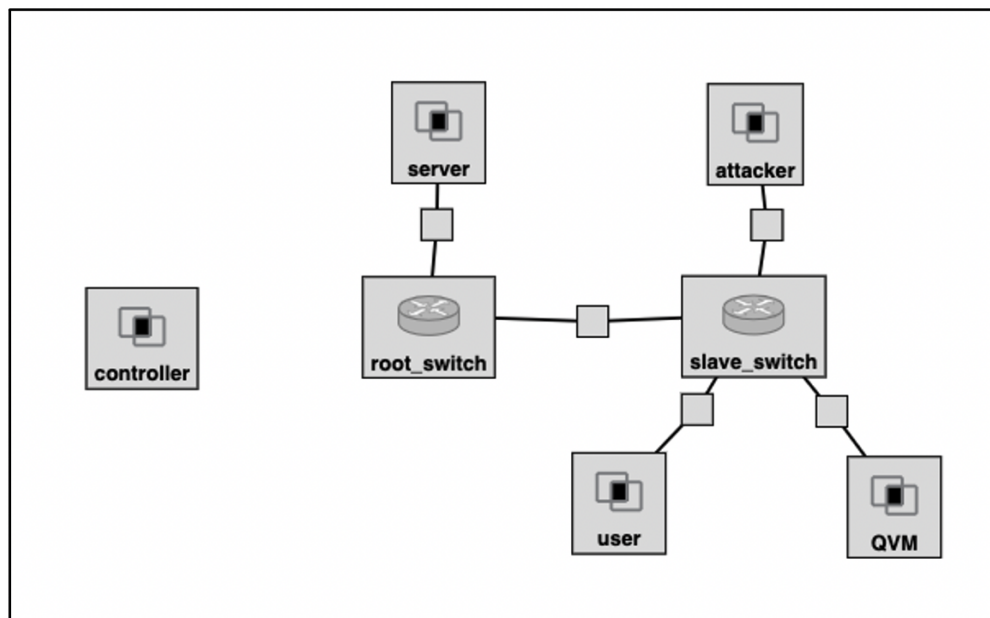 server
attacker
controller
root_switch
slave_switch
user
QVM